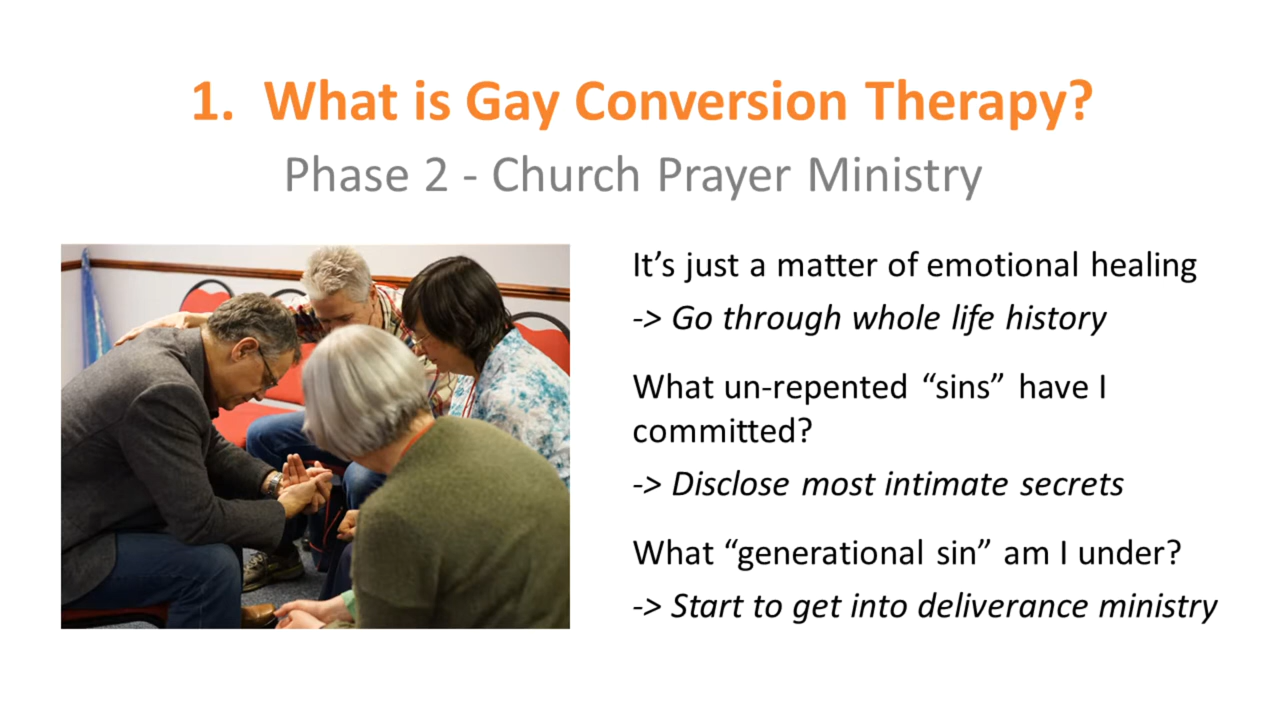 1. What is Gay Conversion Therapy?
Phase 2 - Church Prayer Ministry
It’s just a matter of emotional healing
-> Go through whole life history
What un-repented “sins” have I
committed?
-> Disclose most intimate secrets
What “generational sin” am I under?
-> Start to get into deliverance ministry